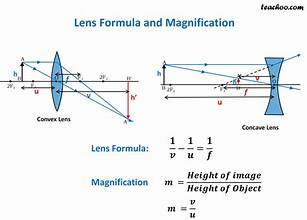 teachoo.com
Lens Formula and Magnification
h
h'
f
v
u
Convex Lens
h
v
f
u
Concave Lens
Lens Formula: 1/v - 1/u = 1/f
Magnification m = Height of image / Height of Object
m = v/u